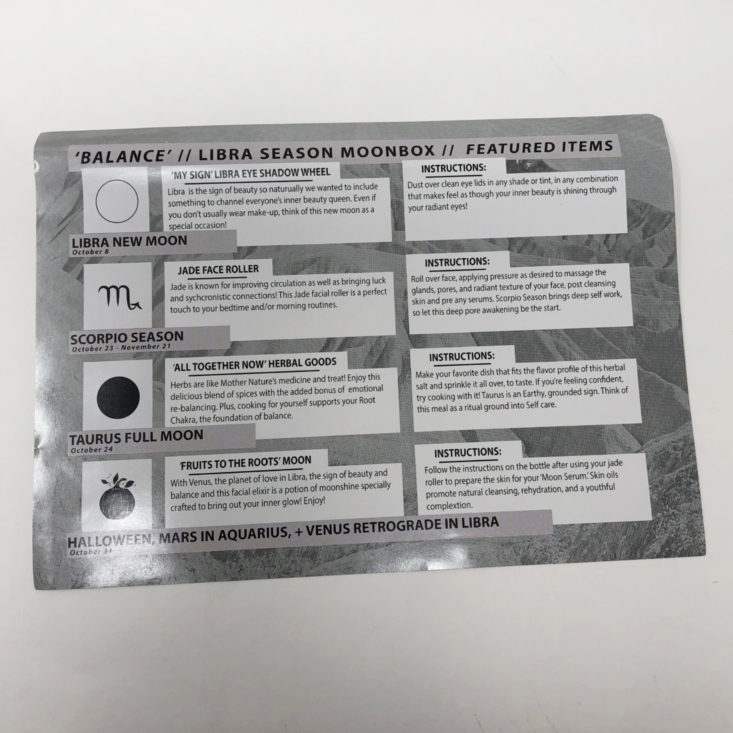 'BALANCE' // LIBRA SEASON MOONBOX // FEATURED ITEMS
'MY SIGN' LIBRA EYE SHADOW WHEEL
Libra is the sign of beauty so naturually we wanted to include
something to channel everyone's inner beauty queen. Even if
you don't usually wear make-up, think of this new moon as a
special occasion!
INSTRUCTIONS:
Dust over clean eye lids in any shade or tint, in any combination
that makes feel as though your inner beauty is shining through
your radiant eyes!
LIBRA NEW MOON
October 8
JADE FACE ROLLER
Jade is known for improving circulation as well as bringing luck
and sychcronistic connections! This Jade facial roller is a perfect
touch to your bedtime and/or morning routines.
INSTRUCTIONS:
Roll over face, applying pressure as desired to massage the
glands, pores, and radiant texture of your face, post cleansing
skin and pre any serums. Scorpio Season brings deep self work,
so let this deep pore awakening be the start.
SCORPIO SEASON
October 23 - November 21
'ALL TOGETHER NOW' HERBAL GOODS
Herbs are like Mother Nature's medicine and treat! Enjoy this
delicious blend of spices with the added bonus of emotional
re-balancing. Plus, cooking for yourself supports your Root
Chakra, the foundation of balance.
INSTRUCTIONS:
Make your favorite dish that fits the flavor profile of this herbal
salt and sprinkle it all over, to taste. If you're feeling confident,
try cooking with it! Taurus is an Earthy, grounded sign. Think of
this meal as a ritual ground into Self care.
TAURUS FULL MOON
October 24
'FRUITS TO THE ROOTS' MOON
With Venus, the planet of love in Libra, the sign of beauty and
balance and this facial elixir is a potion of moonshine specially
crafted to bring out your inner glow! Enjoy!
INSTRUCTIONS:
Follow the instructions on the bottle after using your jade
roller to prepare the skin for your 'Moon Serum.' Skin oils
promote natural cleansing, rehydration, and a youthful
complextion.
HALLOWEEN, MARS IN AQUARIUS, + VENUS RETROGRADE IN LIBRA
October 31